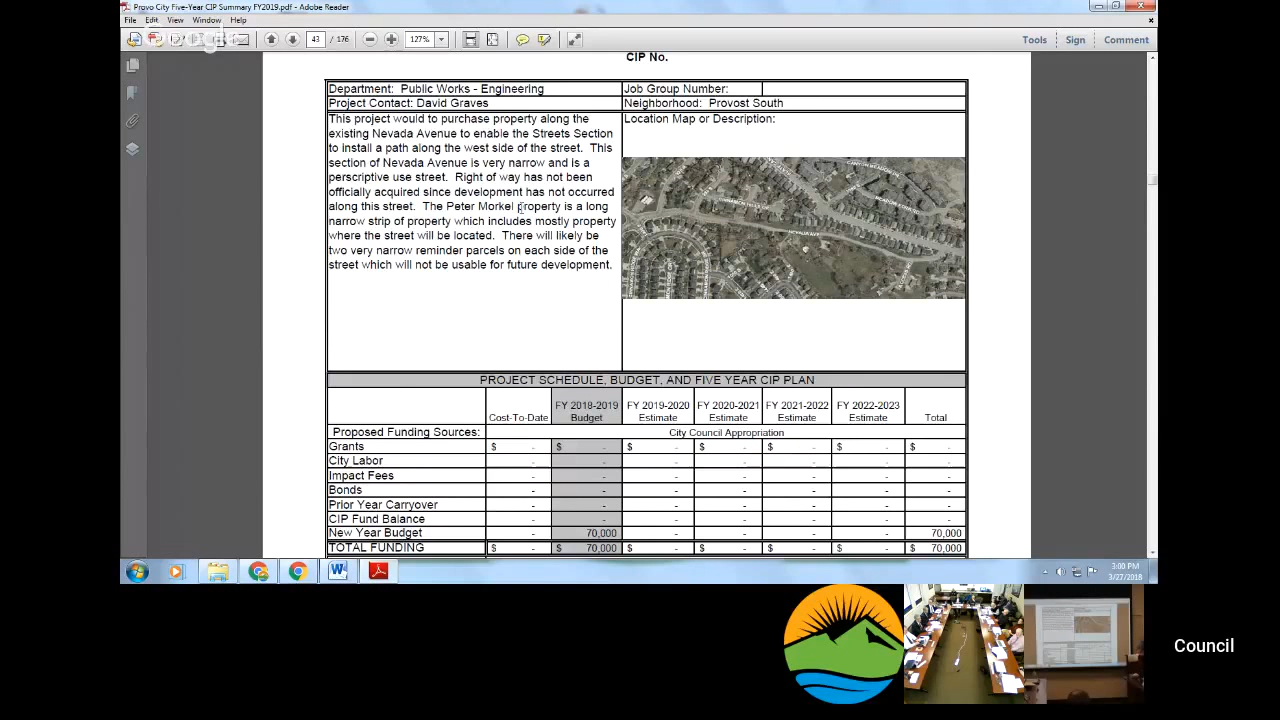 Provo City Five-Year CIP Summary FY2019.pdf - Adobe Reader
File Edit View Window Help
Google
43 / 176 127%
Tools Sign Comment
CIP No.
Department: Public Works - Engineering
Job Group Number:
Project Contact: David Graves
Neighborhood: Provost South
This project would to purchase property along the
existing Nevada Avenue to enable the Streets Section
to install a path along the west side of the street. This
section of Nevada Avenue is very narrow and is a
perscriptive use street. Right of way has not been
officially acquired since development has not occurred
along this street. The Peter Morkel property is a long
narrow strip of property which includes mostly property
where the street will be located. There will likely be
two very narrow reminder parcels on each side of the
street which will not be usable for future development.
Location Map or Description:
NEVADA AVE
PROJECT SCHEDULE, BUDGET, AND FIVE YEAR CIP PLAN
Cost-To-Date
FY 2018-2019
Budget
FY 2019-2020
Estimate
FY 2020-2021
Estimate
FY 2021-2022
Estimate
FY 2022-2023
Estimate
Total
Proposed Funding Sources: City Council Appropriation
Grants $ - $ - $ - $ - $ - $ - $ -
City Labor - - - - - - -
Impact Fees - - - - - - -
Bonds - - - - - - -
Prior Year Carryover - - - - - - -
CIP Fund Balance - - - - - - -
New Year Budget - 70,000 - - - - 70,000
TOTAL FUNDING $ - $ 70,000 $ - $ - $ - $ - $ 70,000
3:00 PM
3/27/2018
Council